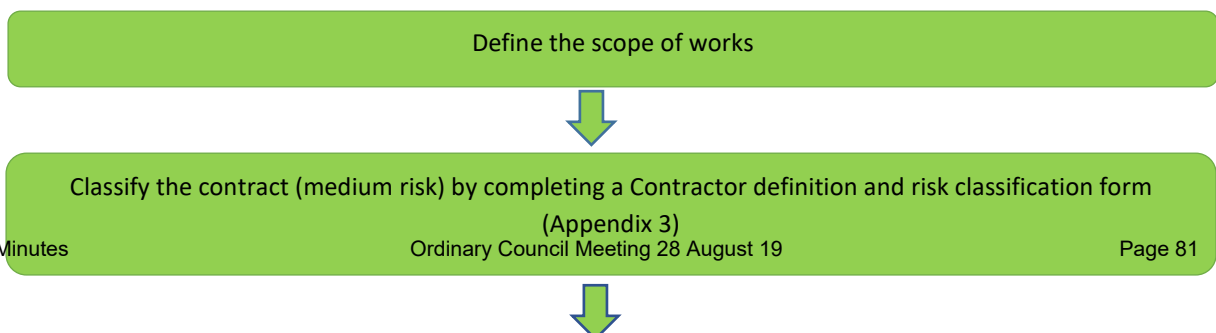 Define the scope of works
Classify the contract (medium risk) by completing a Contractor definition and risk classification form
(Appendix 3)
Minutes Ordinary Council Meeting 28 August 19 Page 81